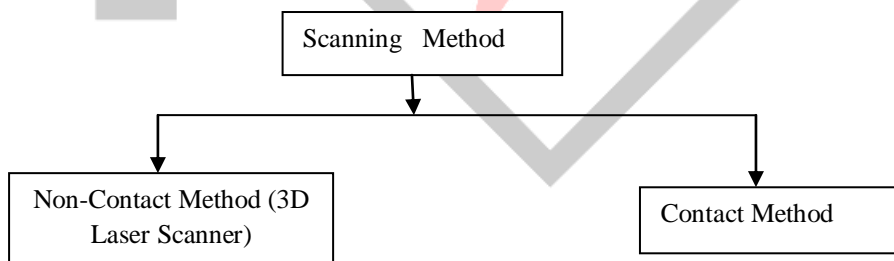 Scanning Method
Non-Contact Method (3D
Laser Scanner)
Contact Method